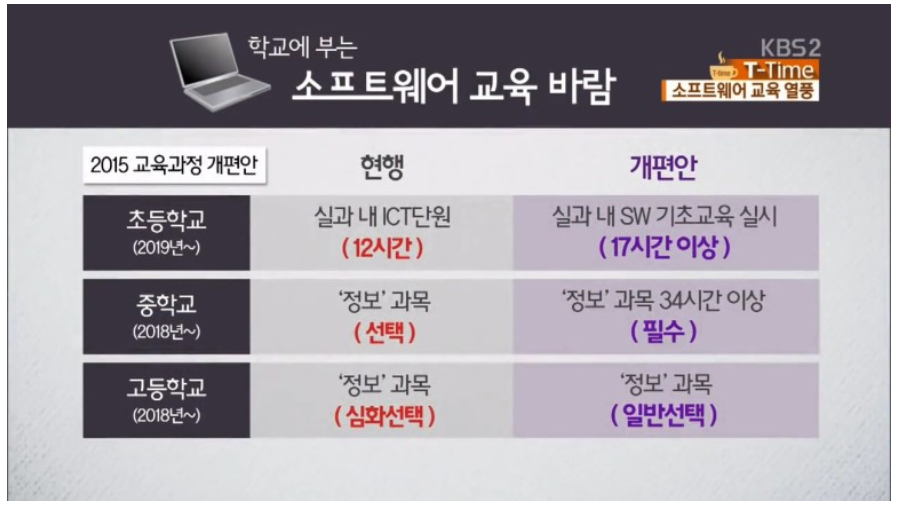 학교에 부는
소프트웨어 교육 바람
KBS2
T-time T-Time
소프트웨어 교육 열풍
2015 교육과정 개편안 현행 개편안
초등학교 실과 내 ICT단원 실과 내 SW 기초교육 실시
(2019년~) (12시간) (17시간 이상)
중학교 '정보' 과목 '정보' 과목 34시간 이상
(2018년~) (선택) (필수)
고등학교 '정보' 과목 '정보' 과목
(2018년~) (심화선택) (일반선택)